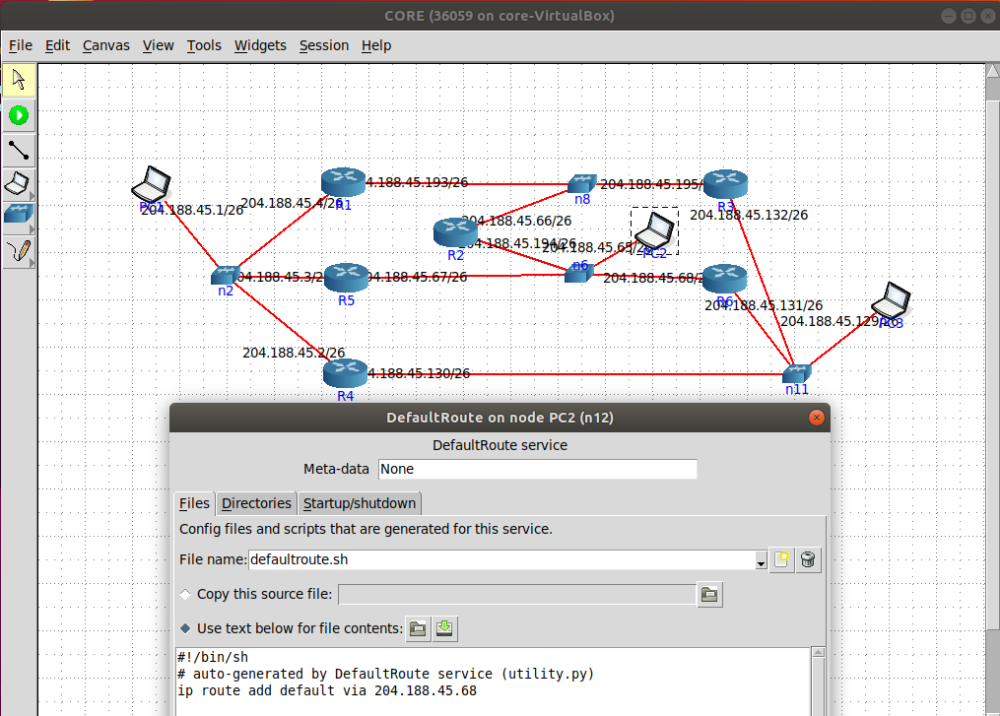 CORE (36059 on core-VirtualBox)
File Edit Canvas View Tools Widgets Session Help
4.188.45.193/26
204.188.45.195/
R1
n8
R3
PC1
204.188.45.1/26
204.188.45.4/26
204.188.45.132/26
04.188.45.66/26
R2
4.188.45.194/26
204.188.45.65/26
PC2
n6
n2
04.188.45.3/2
R5
04.188.45.67/26
204.188.45.68/2
R6
204.188.45.131/26
204.188.45.129/26
PC3
204.188.45.2/26
R4
4.188.45.130/26
n11
DefaultRoute on node PC2 (n12)
DefaultRoute service
Meta-data None
Files Directories Startup/shutdown
Config files and scripts that are generated for this service.
File name: defaultroute.sh
Copy this source file:
Use text below for file contents:
#!/bin/sh
# auto-generated by DefaultRoute service (utility.py)
ip route add default via 204.188.45.68